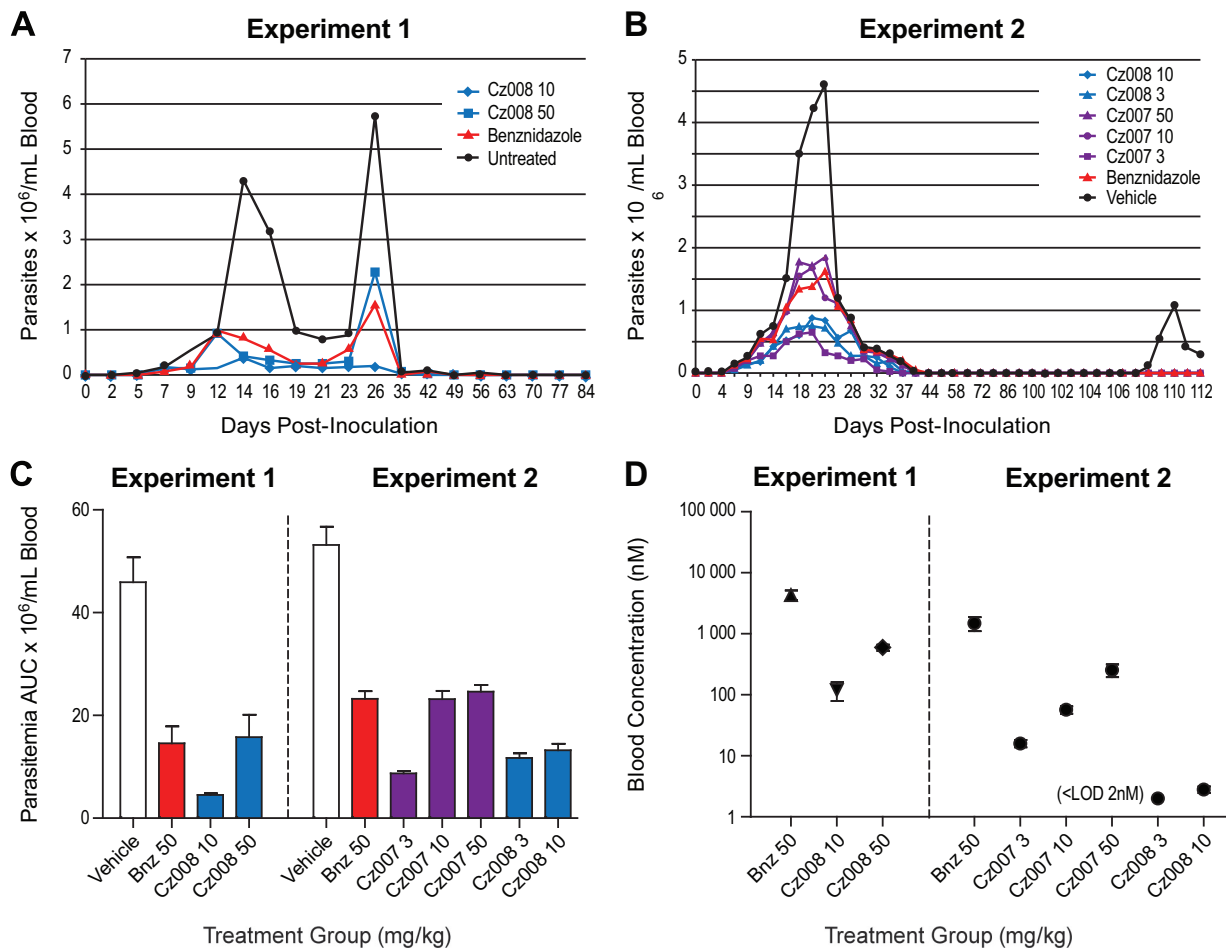 A
Experiment 1
Parasites x 10⁶/mL Blood
7
6
5
4
3
2
1
0
Cz008 10
Cz008 50
Benznidazole
Untreated
0 2 5 7 9 12 14 16 19 21 23 26 35 42 49 56 63 70 77 84
Days Post-Inoculation
B
Experiment 2
Parasites x 10 /mL Blood
6
5
4
3
2
1
0
Cz008 10
Cz008 3
Cz007 50
Cz007 10
Cz007 3
Benznidazole
Vehicle
0 4 9 14 18 23 28 32 37 44 58 72 86 100 104 106 108 110 112
Days Post-Inoculation
C
Experiment 1
Experiment 2
Parasitemia AUC x 10⁶/mL Blood
60
40
20
0
Vehicle
Bnz 50
Cz008 10
Cz008 50
Vehicle
Bnz 50
Cz007 3
Cz007 10
Cz007 50
Cz008 3
Cz008 10
Treatment Group (mg/kg)
D
Experiment 1
Experiment 2
Blood Concentration (nM)
100 000
10 000
1 000
100
10
1
(<LOD 2nM)
Bnz 50
Cz008 10
Cz008 50
Bnz 50
Cz007 3
Cz007 10
Cz007 50
Cz008 3
Cz008 10
Treatment Group (mg/kg)